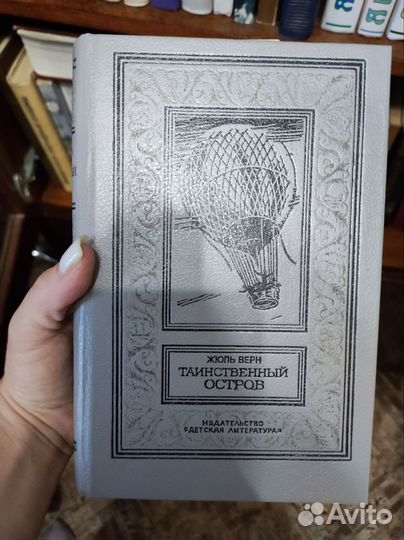 ЖЮЛЬ ВЕРН
ТАИНСТВЕННЫЙ
ОСТРОВ
ИЗДАТЕЛЬСТВО
«ДЕТСКАЯ ЛИТЕРАТУРА»
Avito